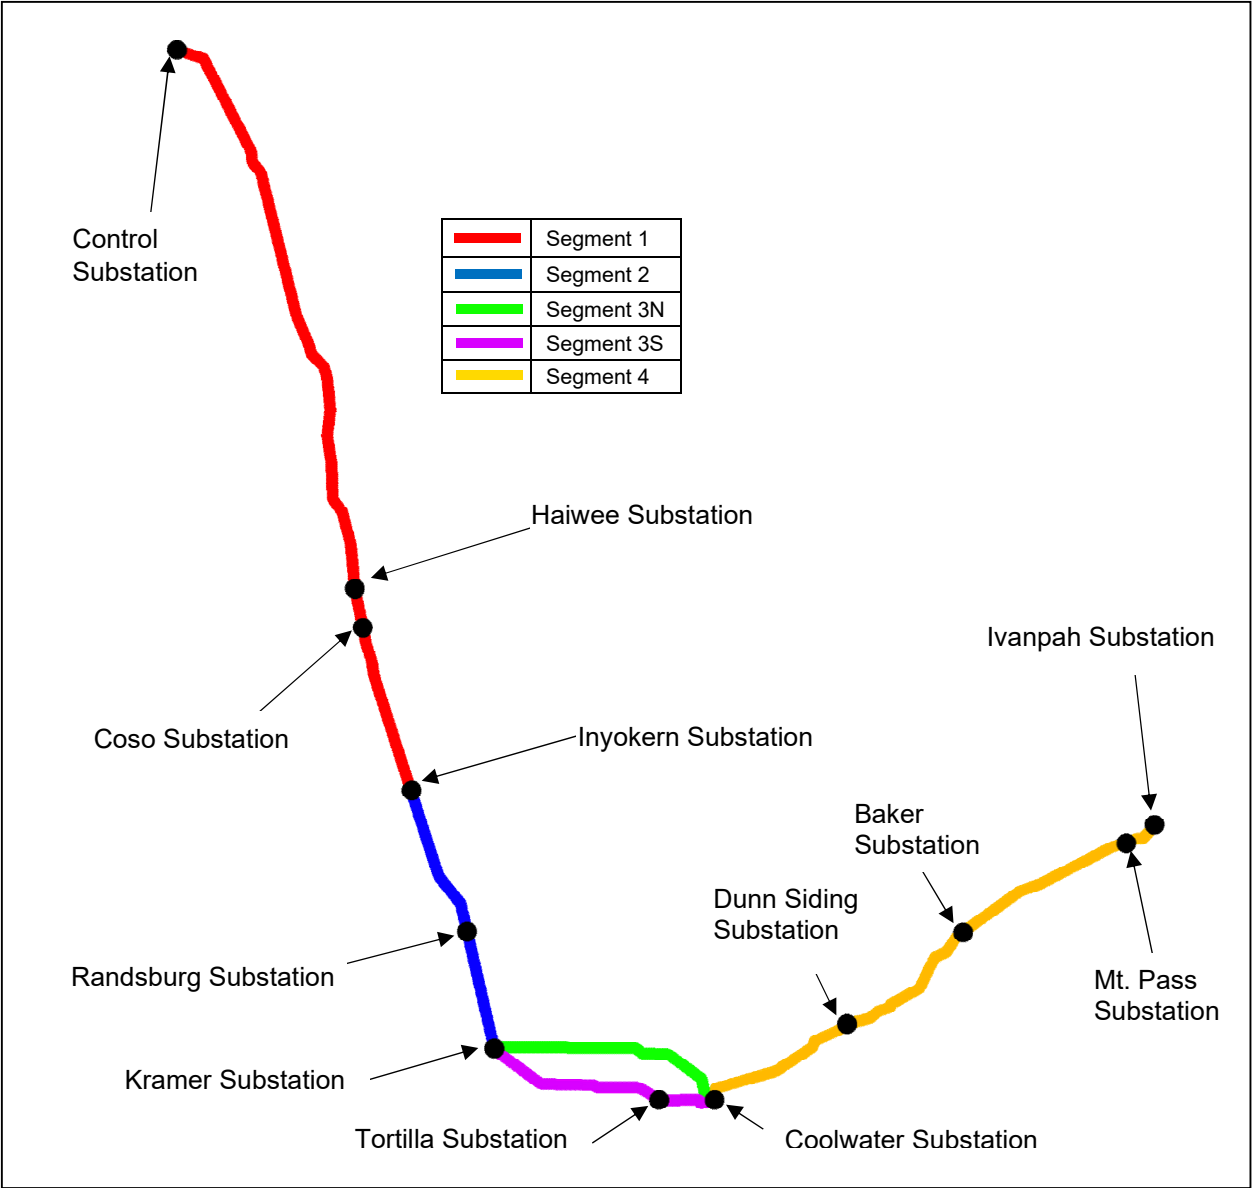 Control
Substation
Segment 1
Segment 2
Segment 3N
Segment 3S
Segment 4
Haiwee Substation
Ivanpah Substation
Coso Substation
Inyokern Substation
Baker
Substation
Dunn Siding
Substation
Randsburg Substation
Mt. Pass
Substation
Kramer Substation
Tortilla Substation
Coolwater Substation